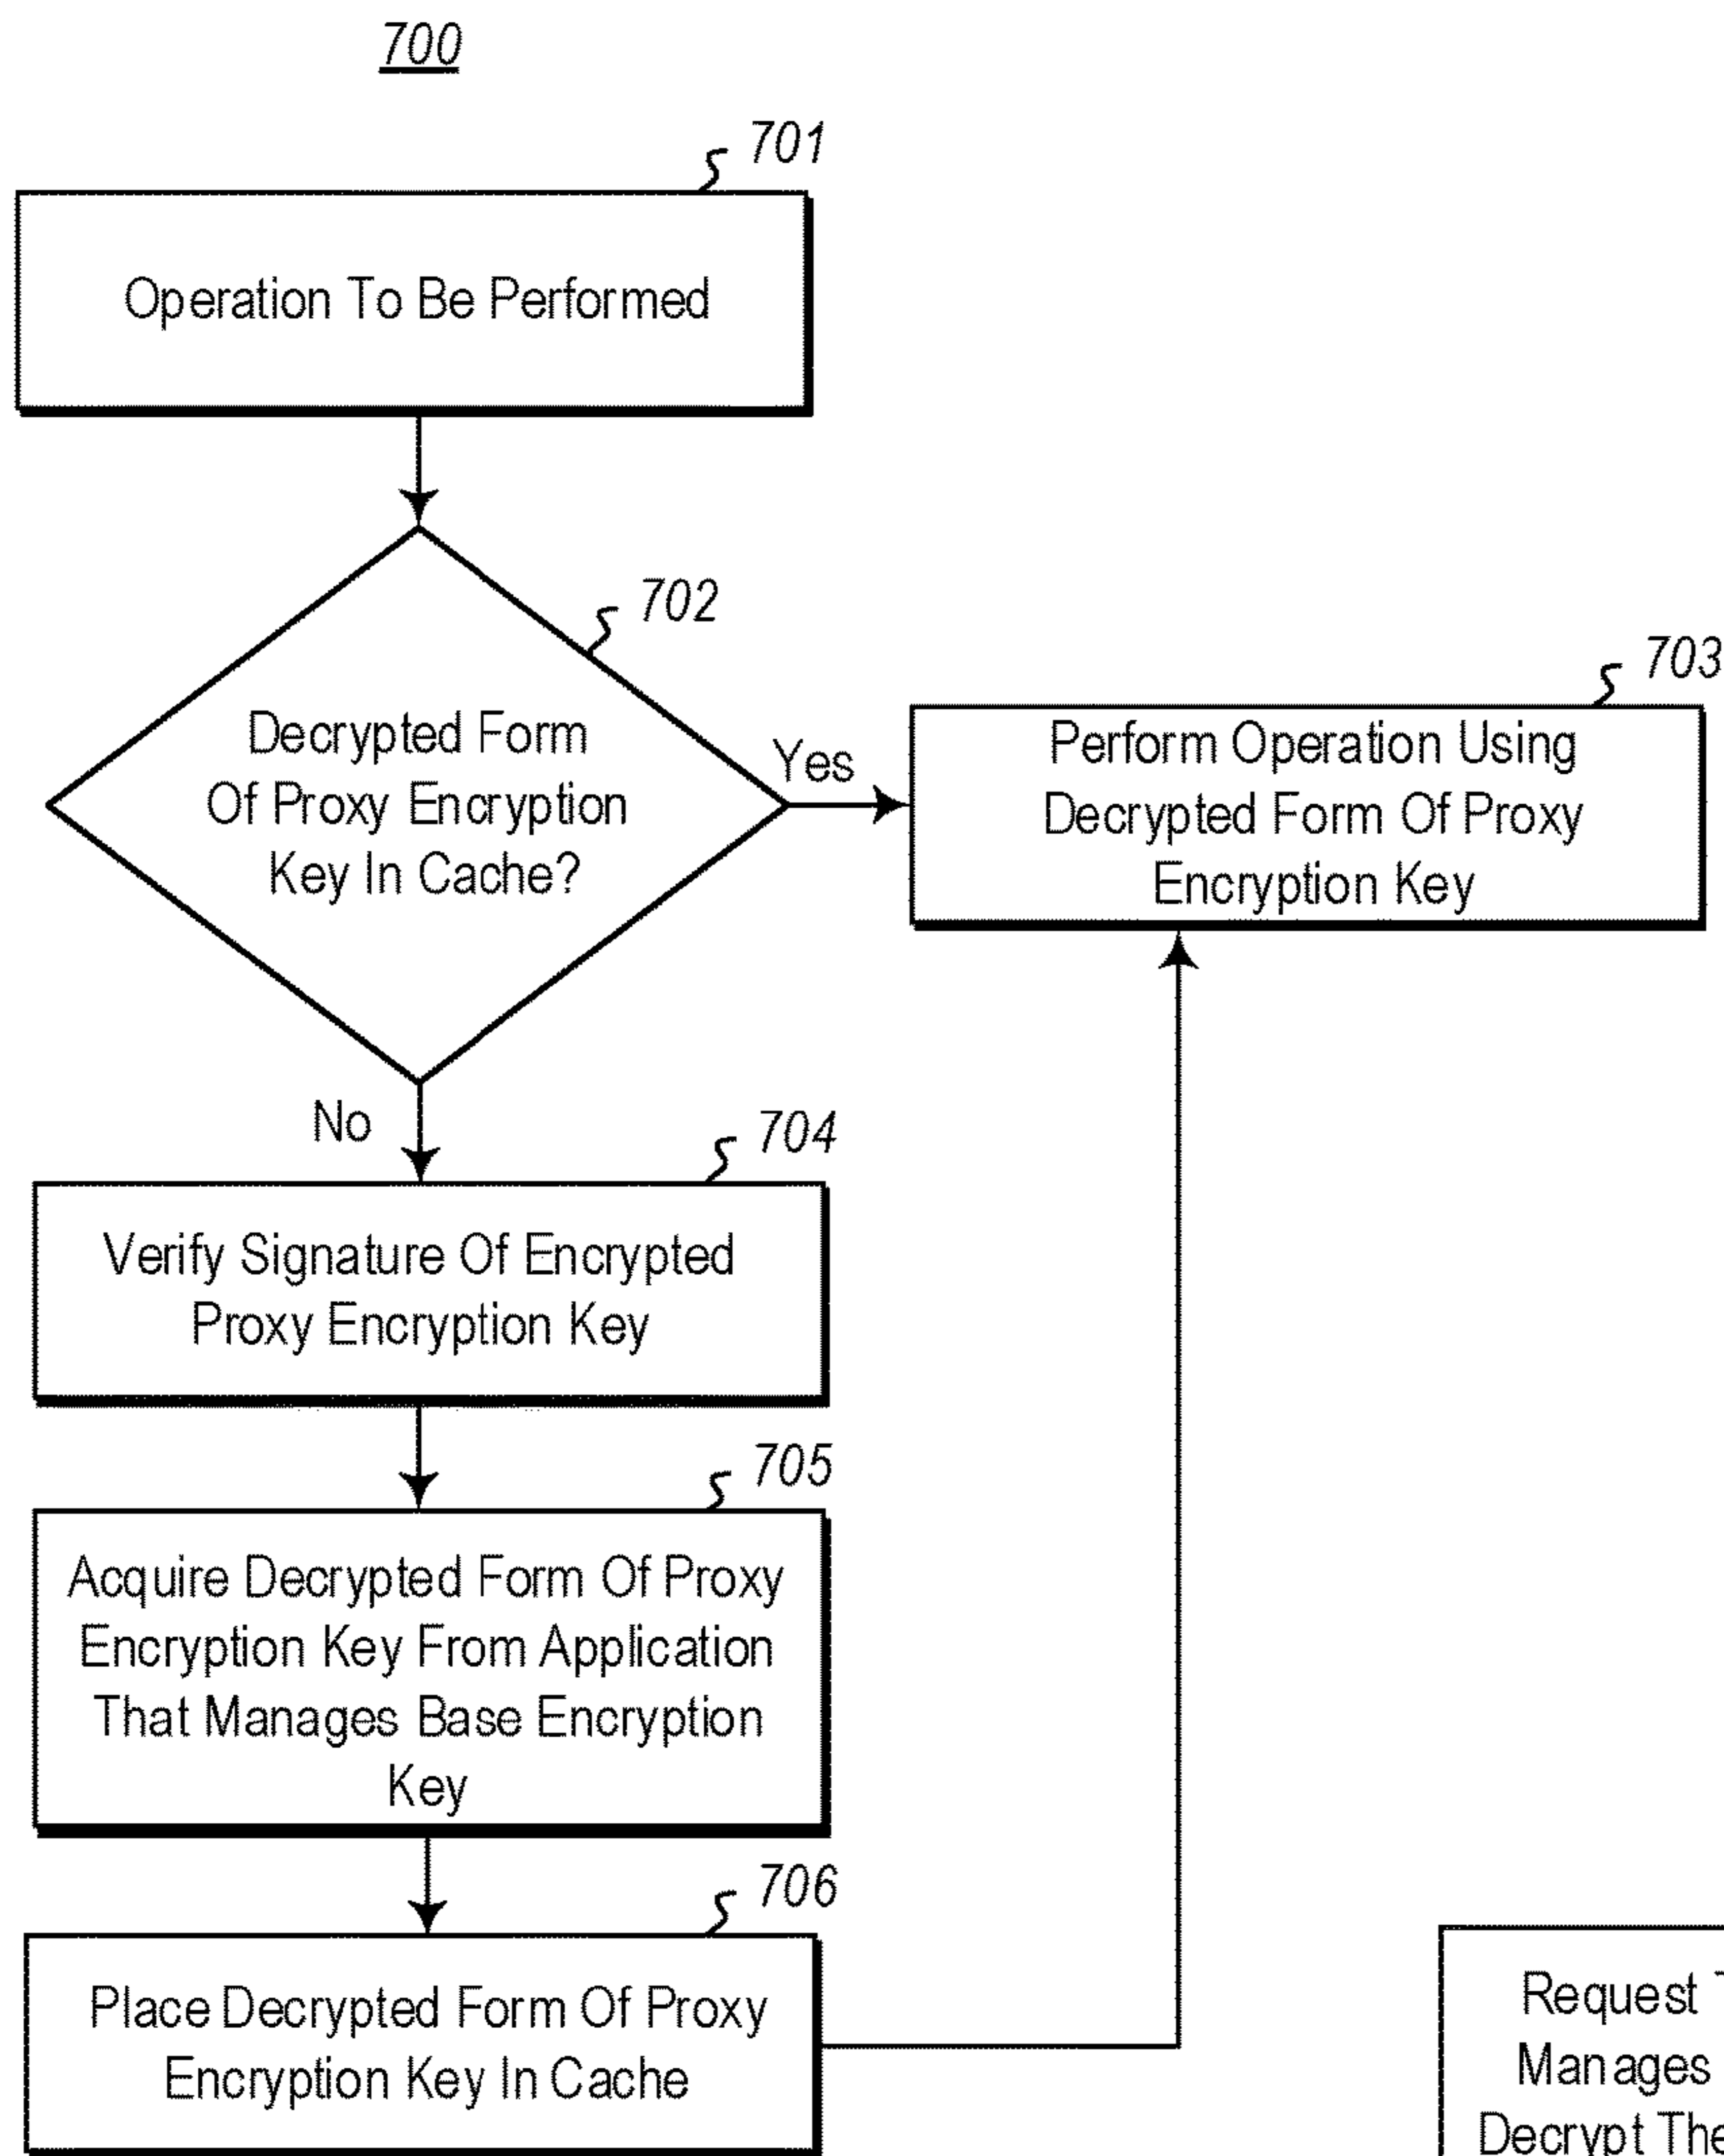 700
701
Operation To Be Performed
702
Decrypted Form
Of Proxy Encryption
Key In Cache?
Yes
703
Perform Operation Using
Decrypted Form Of Proxy
Encryption Key
No
704
Verify Signature Of Encrypted
Proxy Encryption Key
705
Acquire Decrypted Form Of Proxy
Encryption Key From Application
That Manages Base Encryption
Key
706
Place Decrypted Form Of Proxy
Encryption Key In Cache
Request
Manages
Decrypt The